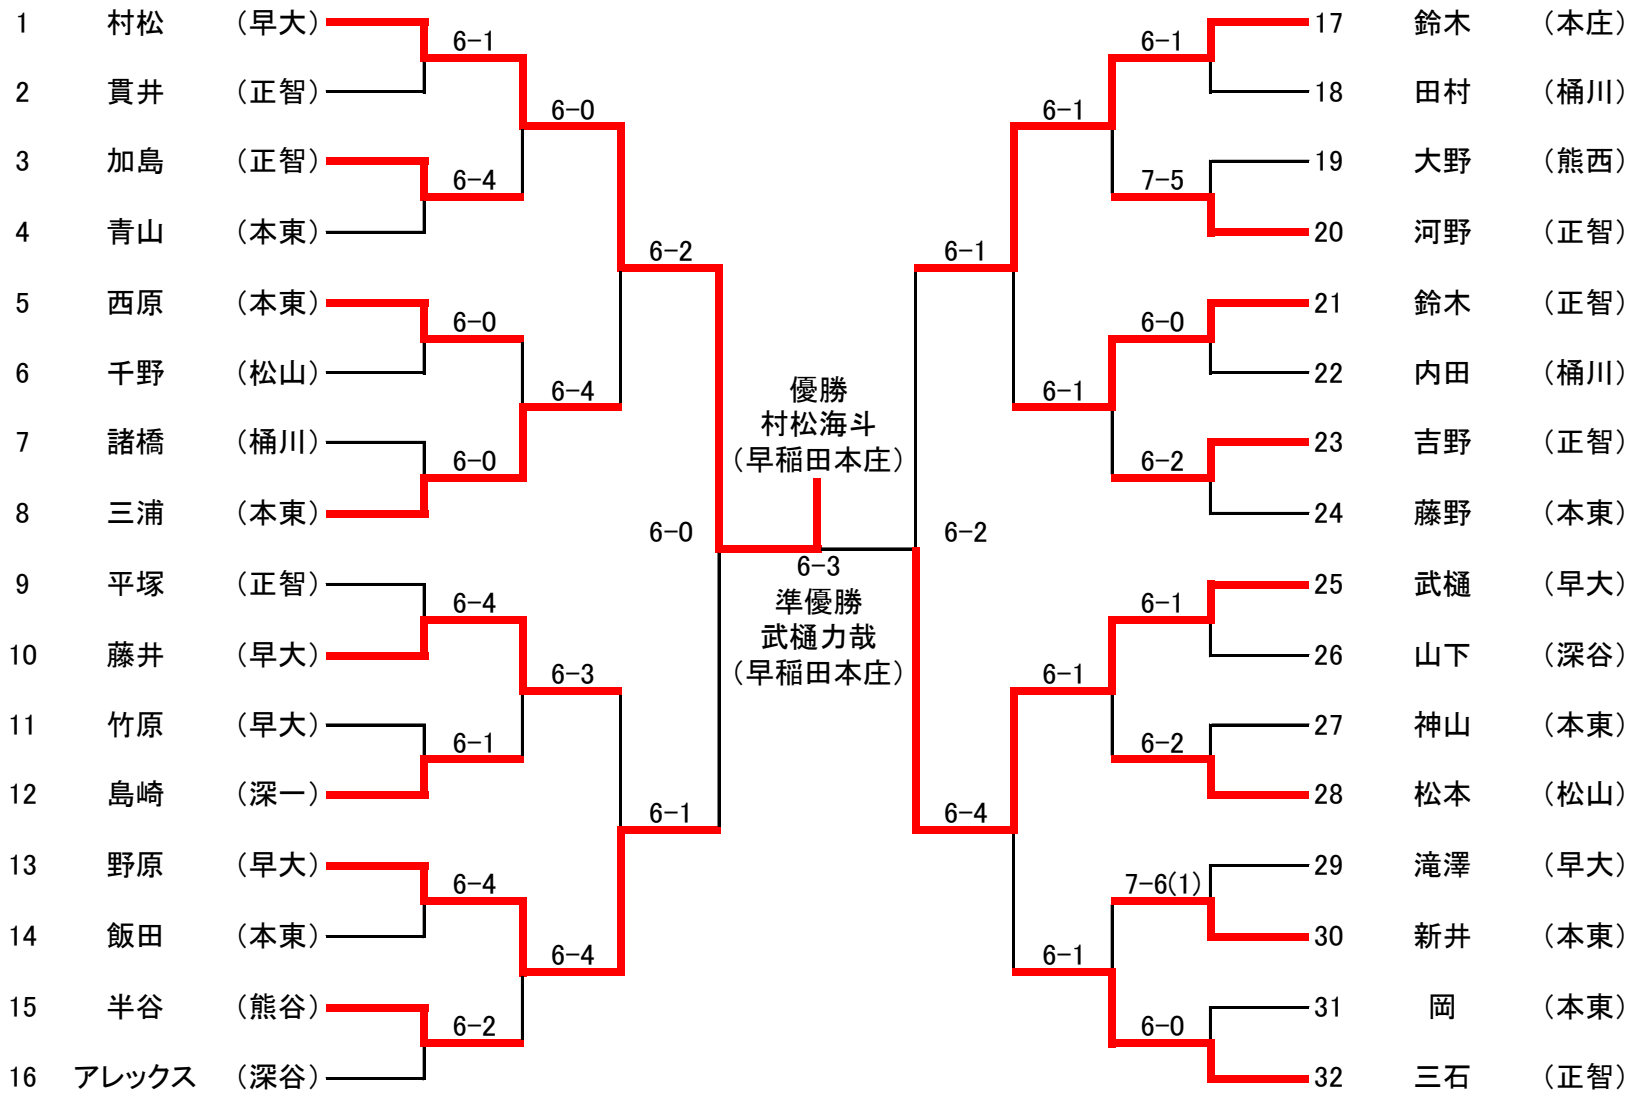 1 村松 (早大)
6-1
2 貫井 (正智)
6-0
3 加島 (正智)
6-4
4 青山 (本東)
6-2
5 西原 (本東)
6-0
6 千野 (松山)
6-4
7 諸橋 (桶川)
6-0
8 三浦 (本東)
6-0
9 平塚 (正智)
6-4
10 藤井 (早大)
6-3
11 竹原 (早大)
6-1
12 島崎 (深一)
6-1
13 野原 (早大)
6-4
14 飯田 (本東)
6-4
15 半谷 (熊谷)
6-2
16 アレックス (深谷)
優勝
村松海斗
(早稲田本庄)
6-3
準優勝
武樋力哉
(早稲田本庄)
17 鈴木 (本庄)
6-1
18 田村 (桶川)
6-1
19 大野 (熊西)
7-5
20 河野 (正智)
6-1
21 鈴木 (正智)
6-0
22 内田 (桶川)
6-1
23 吉野 (正智)
6-2
24 藤野 (本東)
6-2
25 武樋 (早大)
6-1
26 山下 (深谷)
6-1
27 神山 (本東)
6-2
28 松本 (松山)
6-4
29 滝澤 (早大)
7-6(1)
30 新井 (本東)
6-1
31 岡 (本東)
6-0
32 三石 (正智)